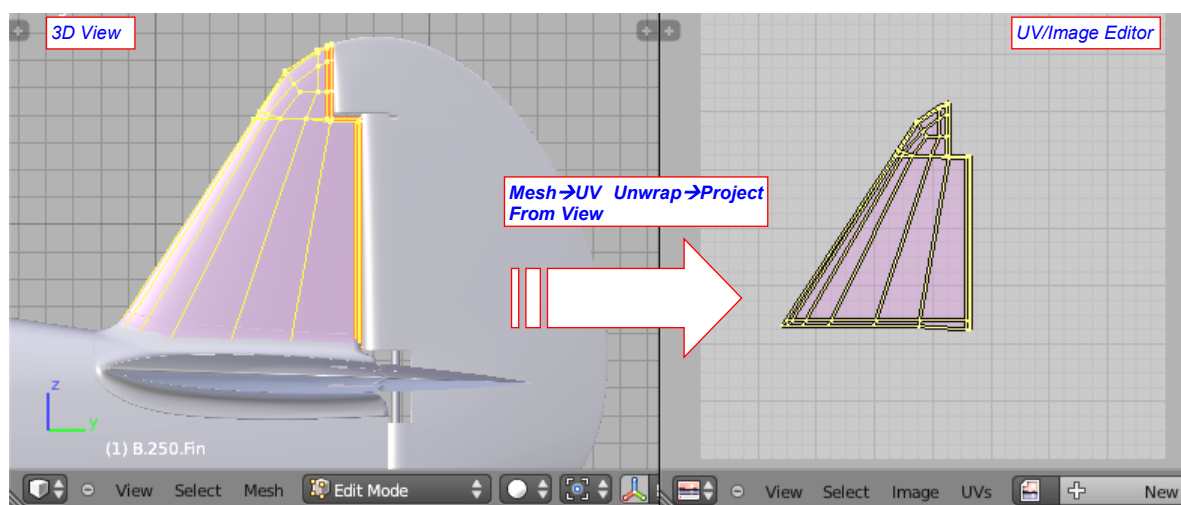 3D View
UV/Image Editor
Mesh→UV Unwrap→Project
From View
z
y
(1) B.250.Fin
View Select Mesh Edit Mode
View Select Image UVs New